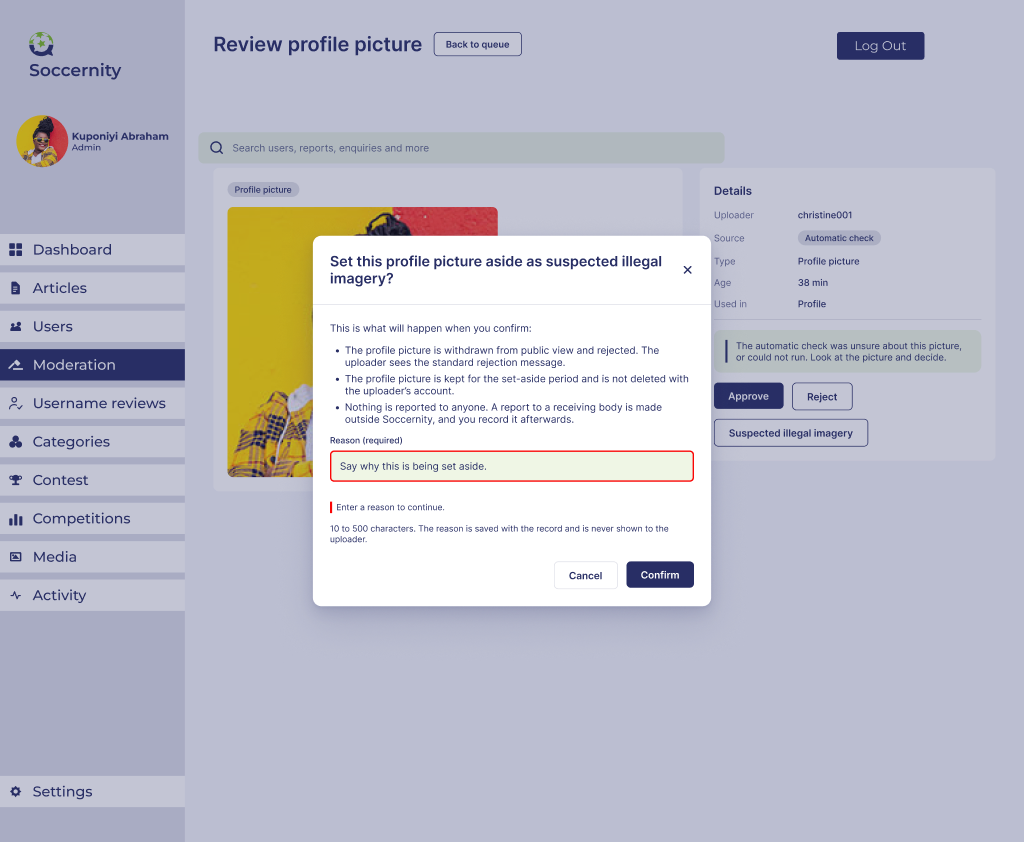 Soccernity
Kuponiyi Abraham
Admin
Dashboard
Articles
Users
Moderation
Username reviews
Categories
Contest
Competitions
Media
Activity
Settings
Review profile picture
Back to queue
Log Out
Search users, reports, enquiries and more
Profile picture
Set this profile picture aside as suspected illegal
imagery?
This is what will happen when you confirm:
• The profile picture is withdrawn from public view and rejected. The
uploader sees the standard rejection message.
• The profile picture is kept for the set-aside period and is not deleted with
the uploader’s account.
• Nothing is reported to anyone. A report to a receiving body is made
outside Soccernity, and you record it afterwards.
Reason (required)
Say why this is being set aside.
Enter a reason to continue.
10 to 500 characters. The reason is saved with the record and is never shown to the
uploader.
Cancel
Confirm
Details
Uploader christine001
Source Automatic check
Type Profile picture
Age 38 min
Used in Profile
The automatic check was unsure about this picture,
or could not run. Look at the picture and decide.
Approve
Reject
Suspected illegal imagery